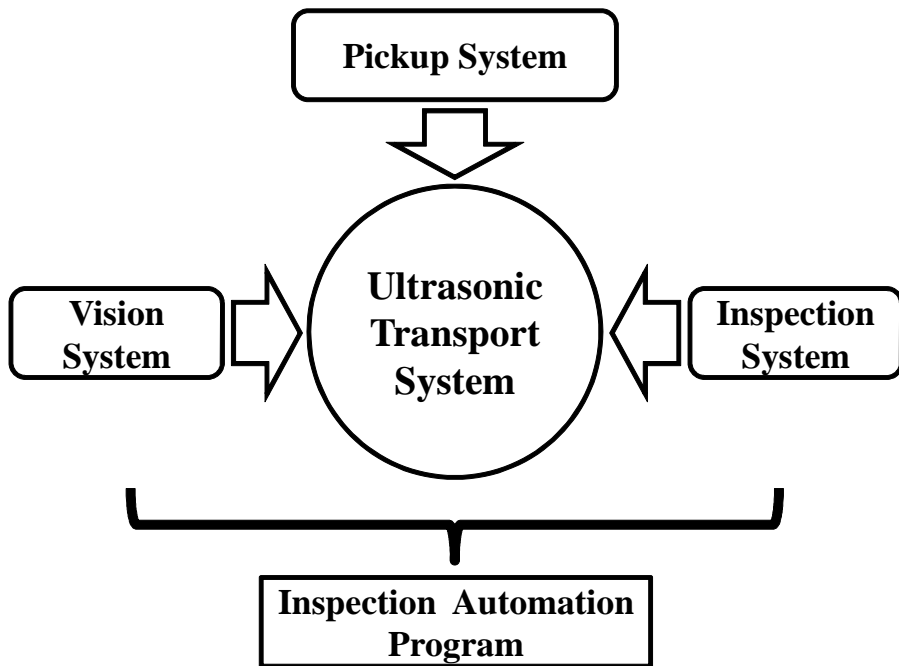 Pickup System
Ultrasonic
Transport
System
Vision
System
Inspection
System
Inspection Automation
Program